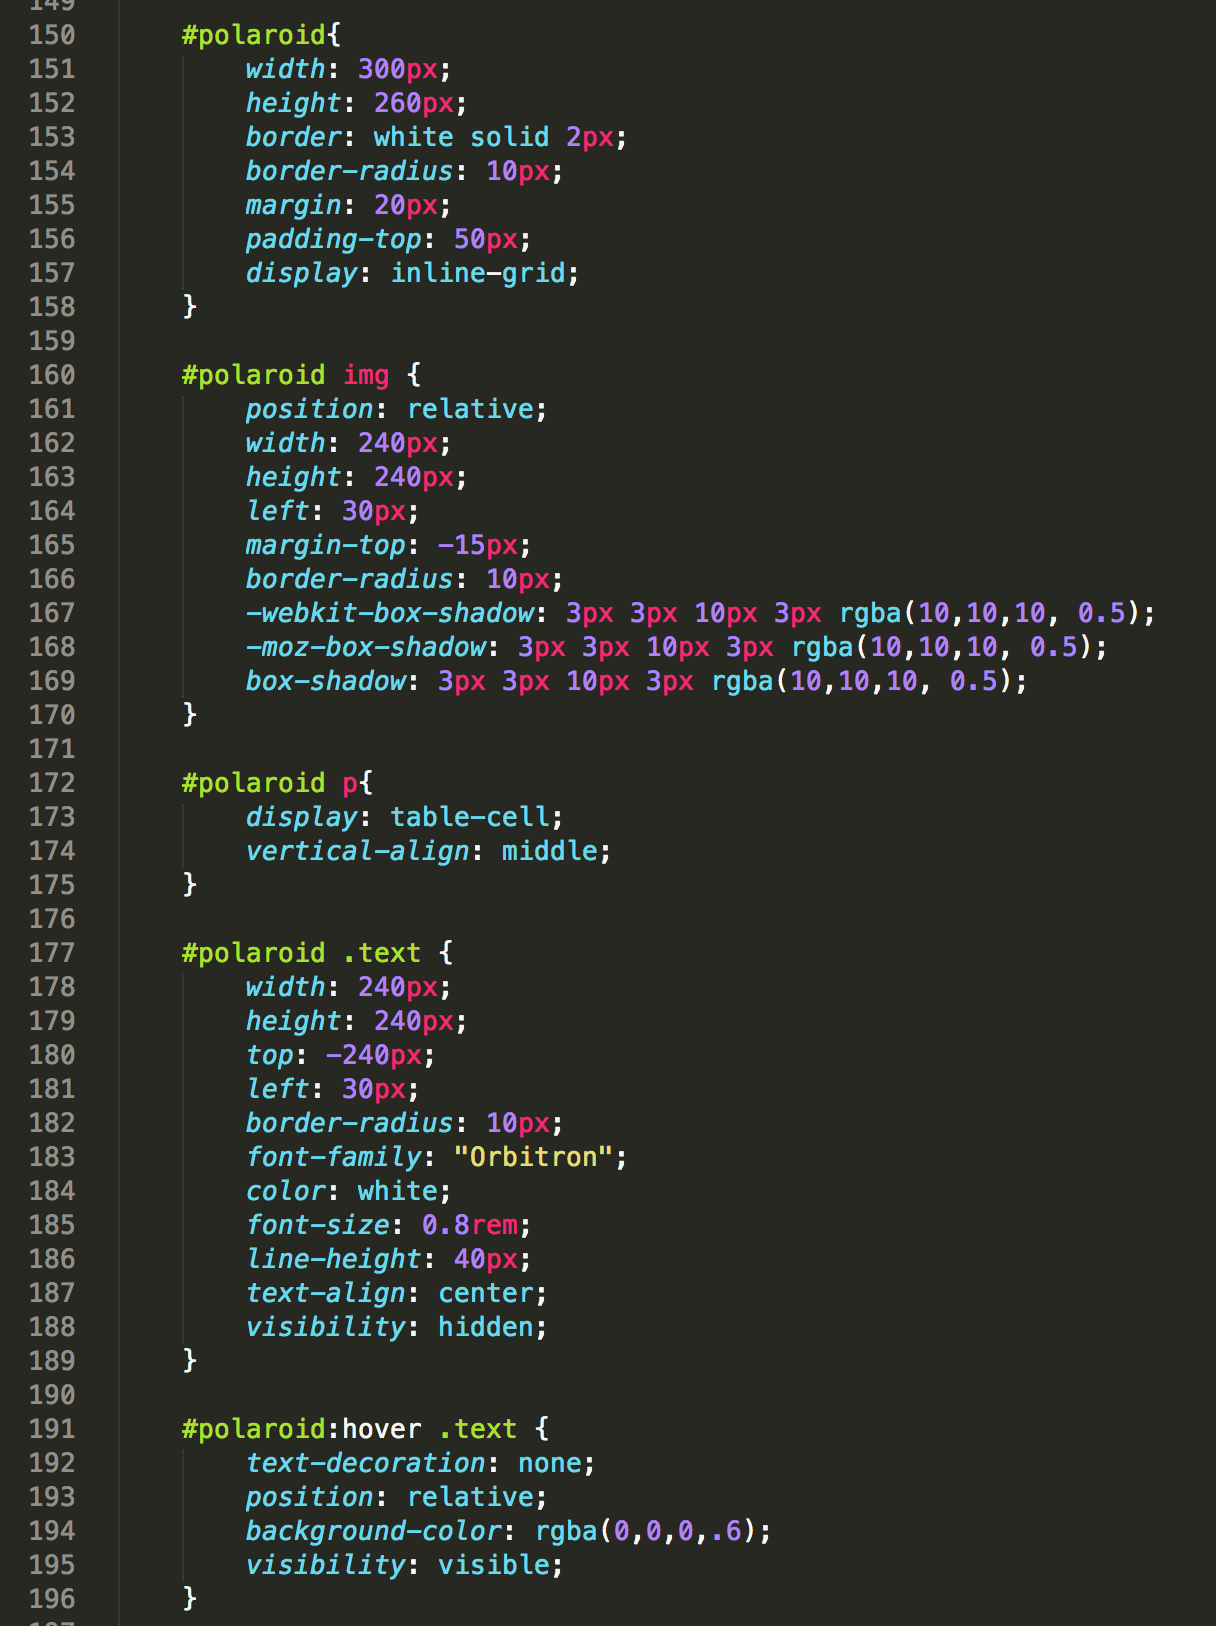 149
150 #polaroid{
151 width: 300px;
152 height: 260px;
153 border: white solid 2px;
154 border-radius: 10px;
155 margin: 20px;
156 padding-top: 50px;
157 display: inline-grid;
158 }
159
160 #polaroid img {
161 position: relative;
162 width: 240px;
163 height: 240px;
164 left: 30px;
165 margin-top: -15px;
166 border-radius: 10px;
167 -webkit-box-shadow: 3px 3px 10px 3px rgba(10,10,10, 0.5);
168 -moz-box-shadow: 3px 3px 10px 3px rgba(10,10,10, 0.5);
169 box-shadow: 3px 3px 10px 3px rgba(10,10,10, 0.5);
170 }
171
172 #polaroid p{
173 display: table-cell;
174 vertical-align: middle;
175 }
176
177 #polaroid .text {
178 width: 240px;
179 height: 240px;
180 top: -240px;
181 left: 30px;
182 border-radius: 10px;
183 font-family: "Orbitron";
184 color: white;
185 font-size: 0.8rem;
186 line-height: 40px;
187 text-align: center;
188 visibility: hidden;
189 }
190
191 #polaroid:hover .text {
192 text-decoration: none;
193 position: relative;
194 background-color: rgba(0,0,0,.6);
195 visibility: visible;
196 }
197